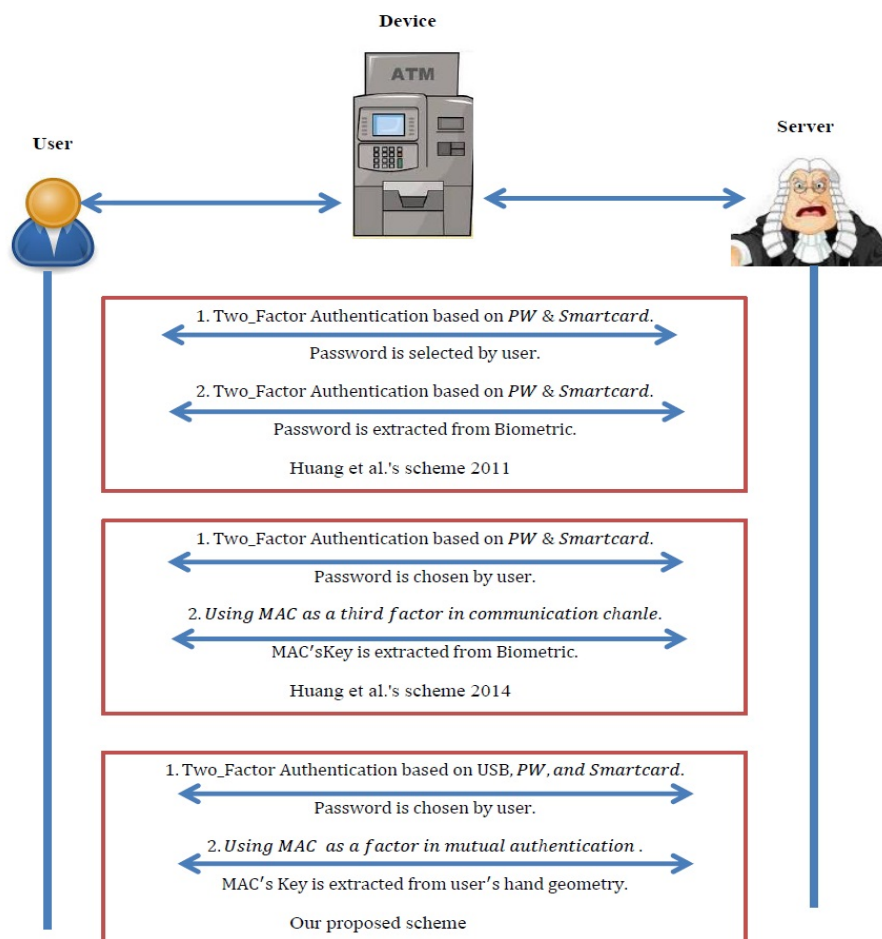 Device
ATM
User
Server
1. Two_Factor Authentication based on PW & Smartcard.
Password is selected by user.
2. Two_Factor Authentication based on PW & Smartcard.
Password is extracted from Biometric.
Huang et al.'s scheme 2011
1. Two_Factor Authentication based on PW & Smartcard.
Password is chosen by user.
2. Using MAC as a third factor in communication chanle.
MAC'sKey is extracted from Biometric.
Huang et al.'s scheme 2014
1. Two_Factor Authentication based on USB, PW, and Smartcard.
Password is chosen by user.
2. Using MAC as a factor in mutual authentication .
MAC's Key is extracted from user's hand geometry.
Our proposed scheme